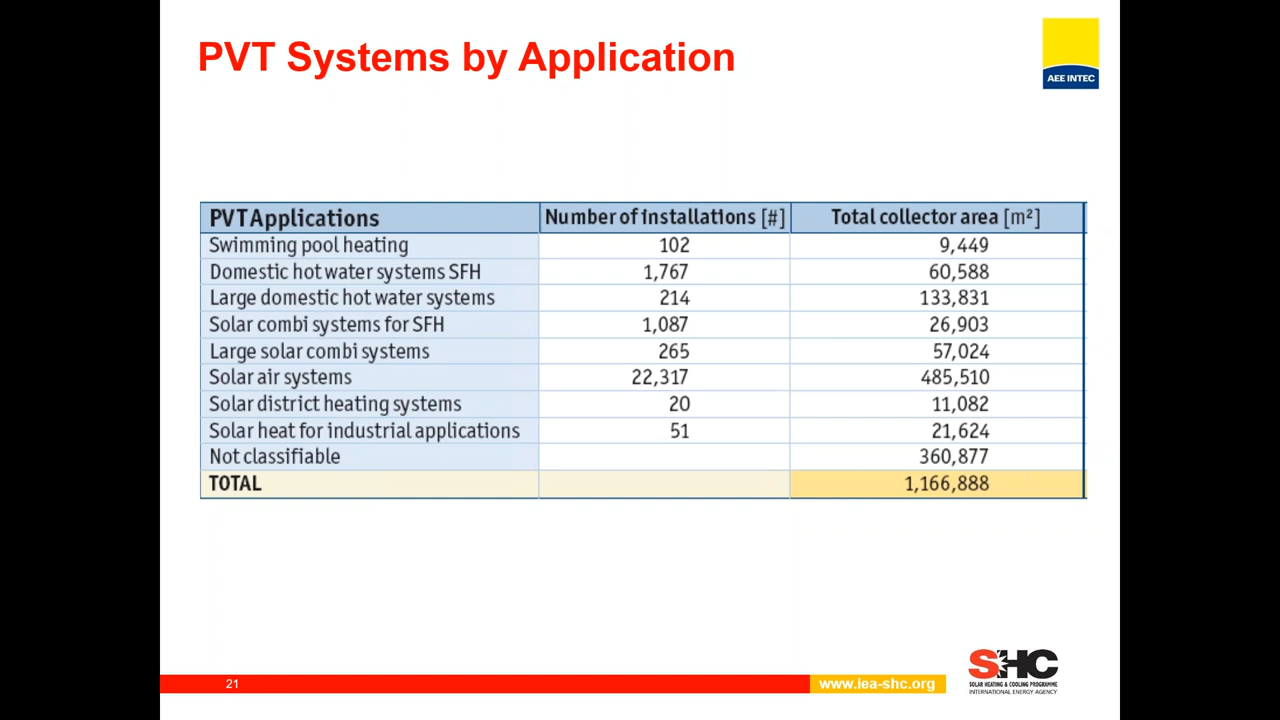 PVT Systems by Application
AEE INTEC
PVT Applications Number of installations [#] Total collector area [m²]
Swimming pool heating 102 9,449
Domestic hot water systems SFH 1,767 60,588
Large domestic hot water systems 214 133,831
Solar combi systems for SFH 1,087 26,903
Large solar combi systems 265 57,024
Solar air systems 22,317 485,510
Solar district heating systems 20 11,082
Solar heat for industrial applications 51 21,624
Not classifiable 360,877
TOTAL 1,166,888
21
www.iea-shc.org
SHC
SOLAR HEATING & COOLING PROGRAMME
INTERNATIONAL ENERGY AGENCY